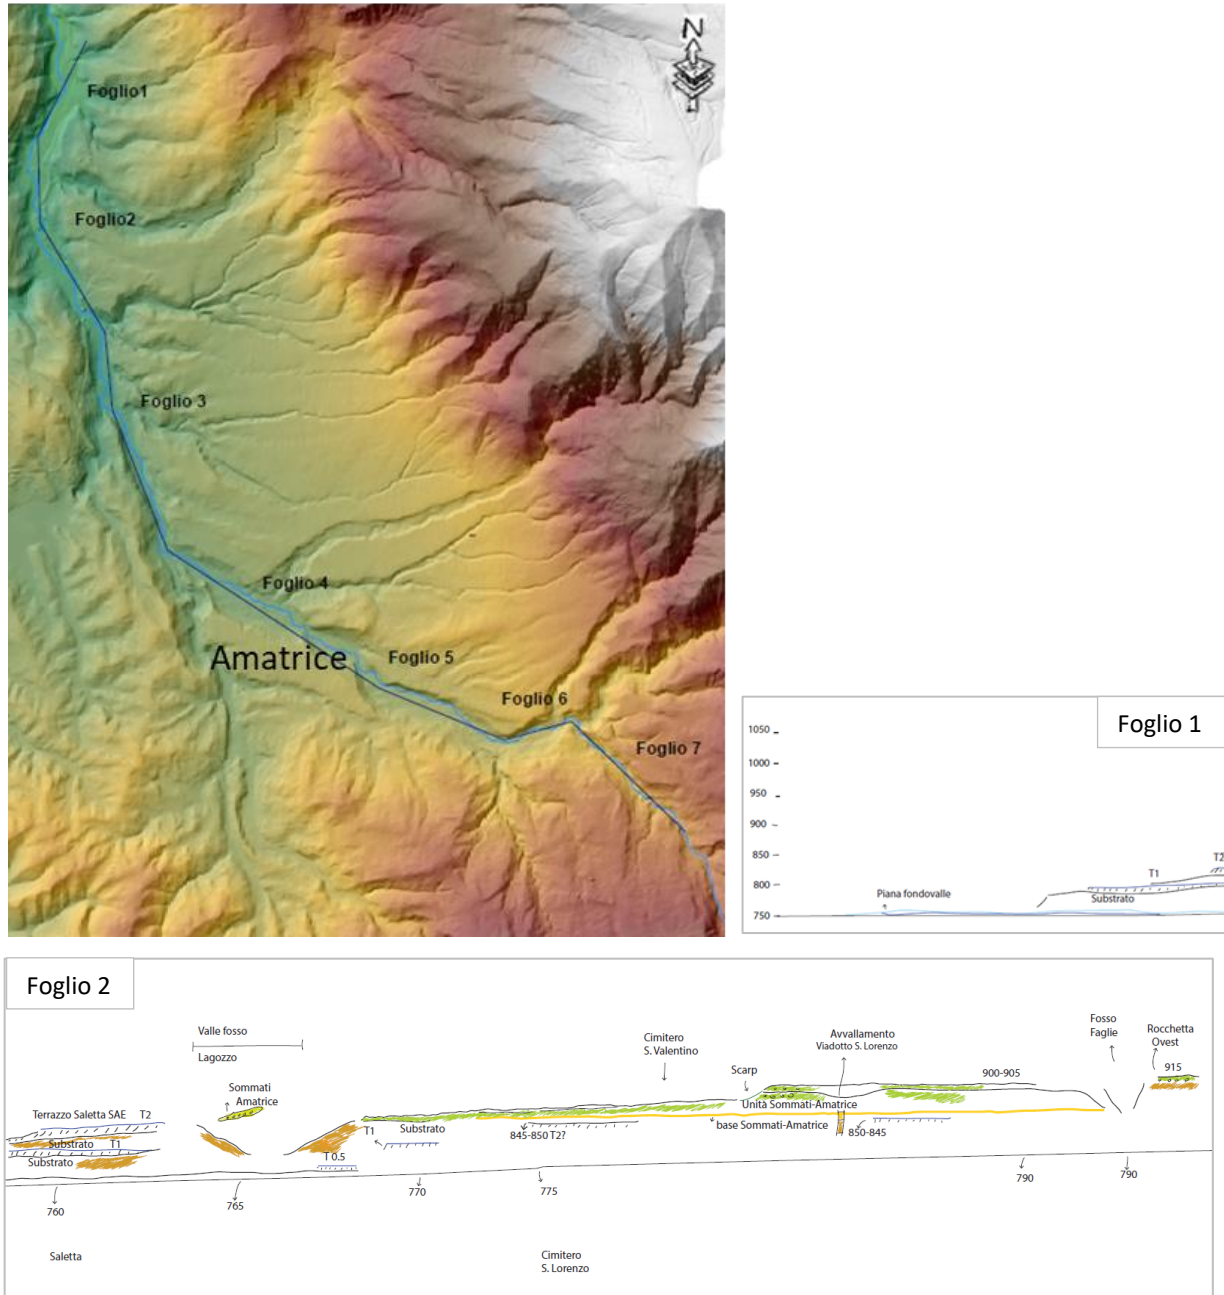 N
Foglio1
Foglio2
Foglio 3
Foglio 4
Amatrice
Foglio 5
Foglio 6
Foglio 7
Foglio 1
1050
1000
950
900
850
800
750
Piana fondovalle
T1
T2
Substrato
Foglio 2
Valle fosso
Lagozzo
Sommati
Amatrice
Terrazzo Saletta SAE T2
Substrato T1
Substrato
T 0.5
T1
Substrato
Cimitero
S. Valentino
Scarp
Avvallamento
Viadotto S. Lorenzo
900-905
Unità Sommati-Amatrice
base Sommati-Amatrice
845-850 T2?
850-845
Fosso
Faglie
Rocchetta
Ovest
915
760
765
770
775
790
790
Saletta
Cimitero
S. Lorenzo